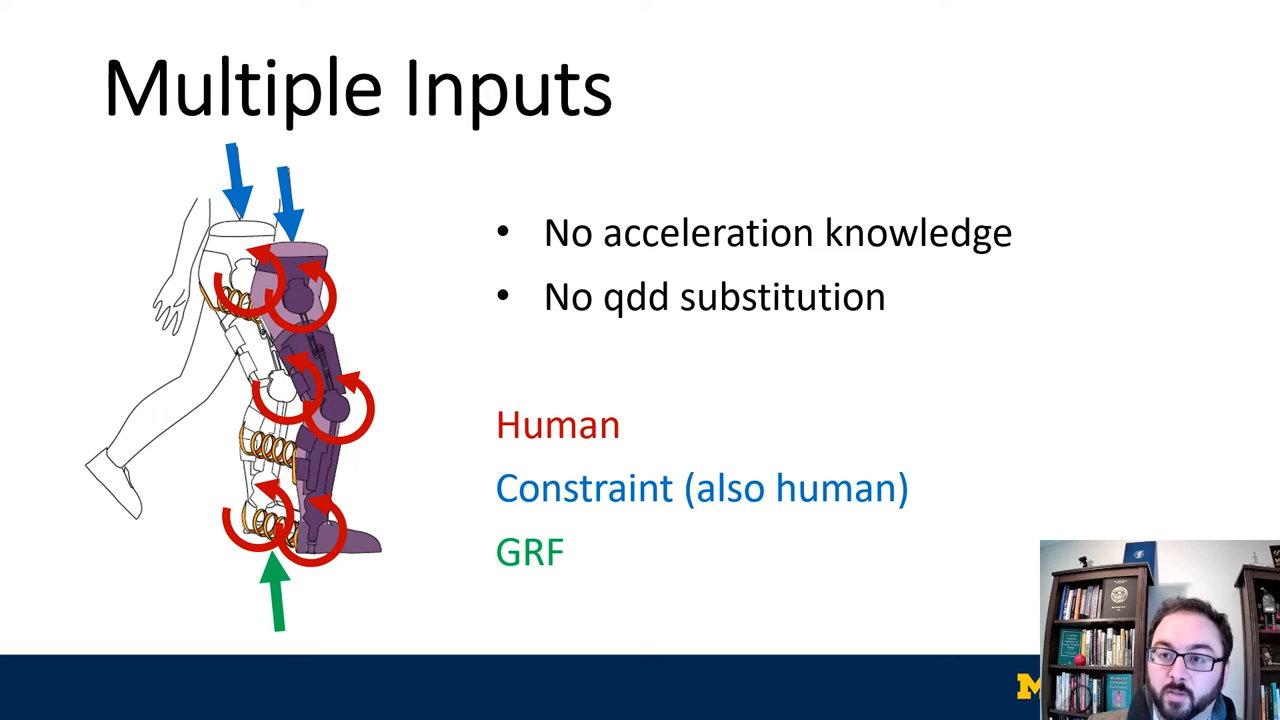 Multiple Inputs
• No acceleration knowledge
• No qdd substitution
Human
Constraint (also human)
GRF
M